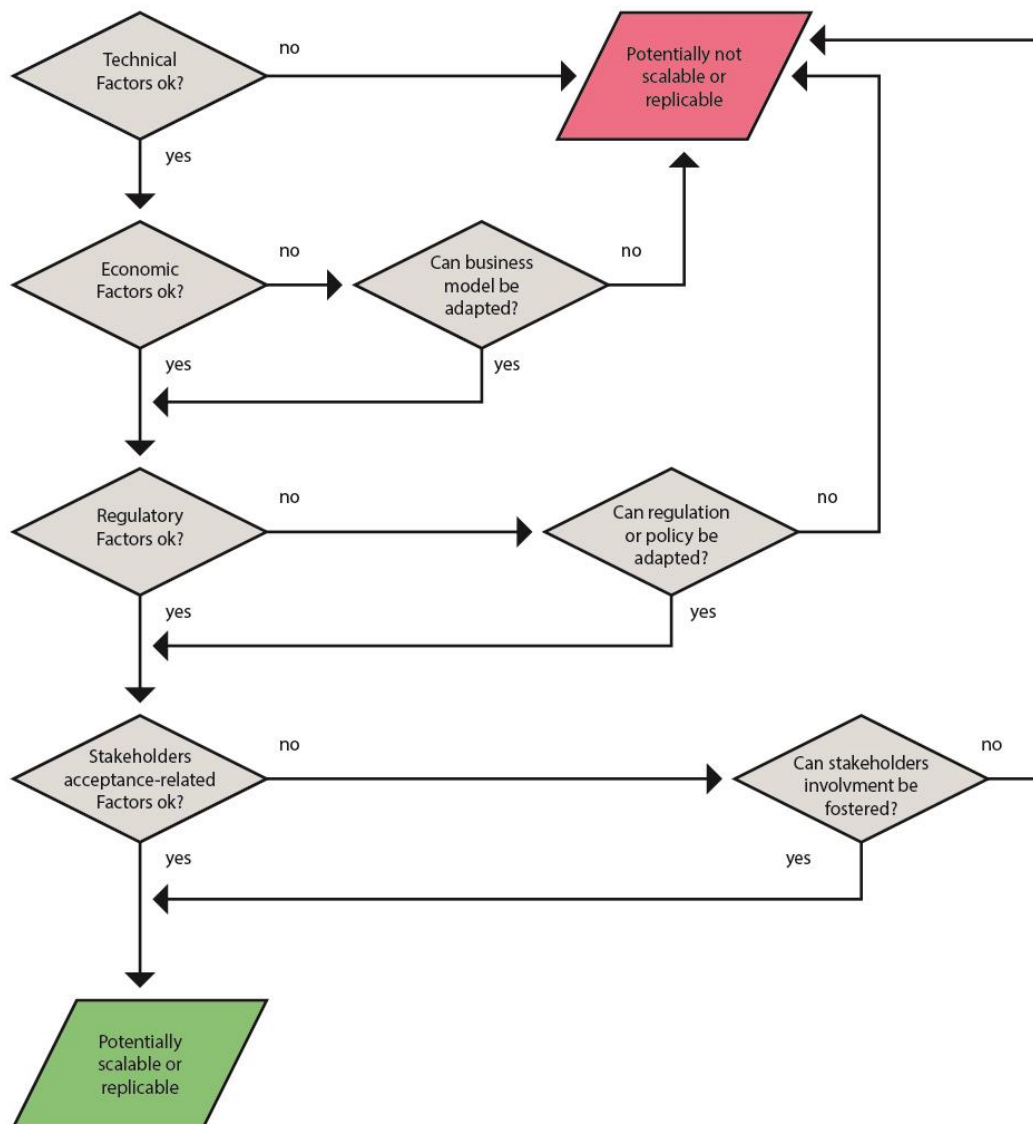 Technical
Factors ok?
no
Potentially not
scalable or
replicable
yes
Economic
Factors ok?
no
Can business
model be
adapted?
no
yes
yes
Regulatory
Factors ok?
no
Can regulation
or policy be
adapted?
no
yes
yes
Stakeholders
acceptance-related
Factors ok?
no
Can stakeholders
involvment be
fostered?
no
yes
yes
Potentially
scalable or
replicable